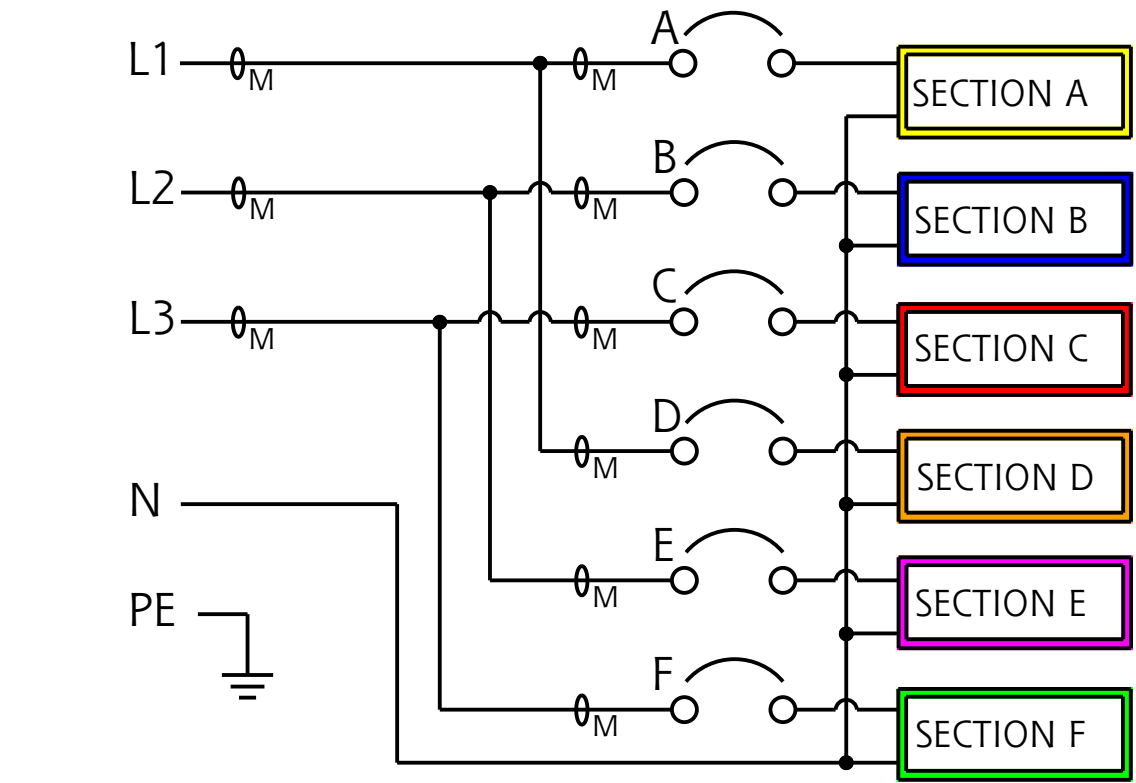 A
L1
M
M
SECTION A
B
L2
M
M
SECTION B
C
L3
M
M
SECTION C
D
M
SECTION D
N
E
M
SECTION E
PE
F
M
SECTION F